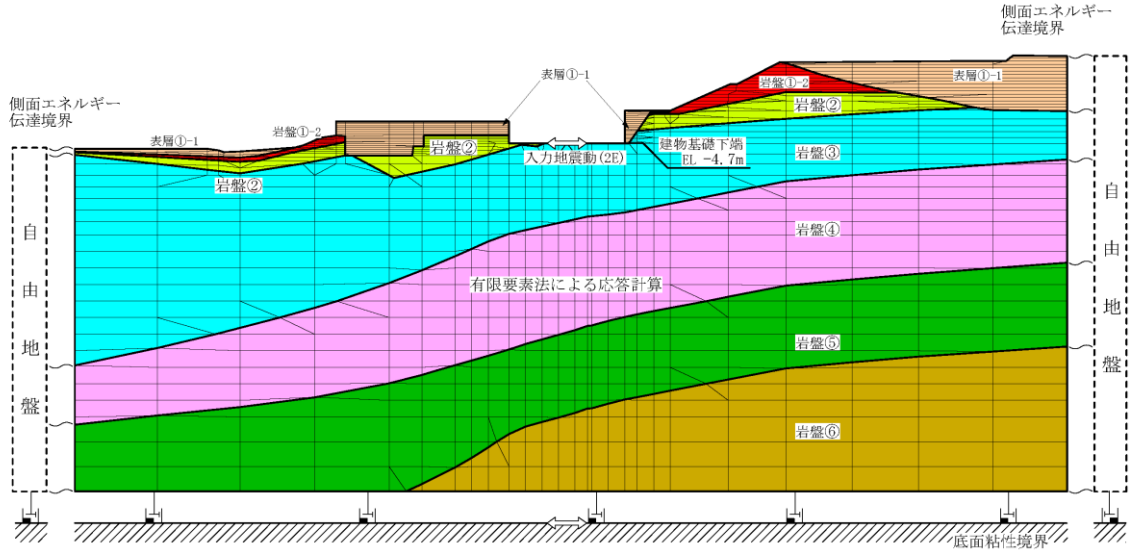 側面エネルギー
伝達境界
側面エネルギー
伝達境界
表層①-1
岩盤①-2
表層①-1
岩盤①-2
表層①-1
岩盤②
岩盤②
岩盤②
入力地震動(2E)
建物基礎下端
EL -4.7m
岩盤③
岩盤④
有限要素法による応答計算
岩盤⑤
岩盤⑥
自由地盤
自由地盤
底面粘性境界